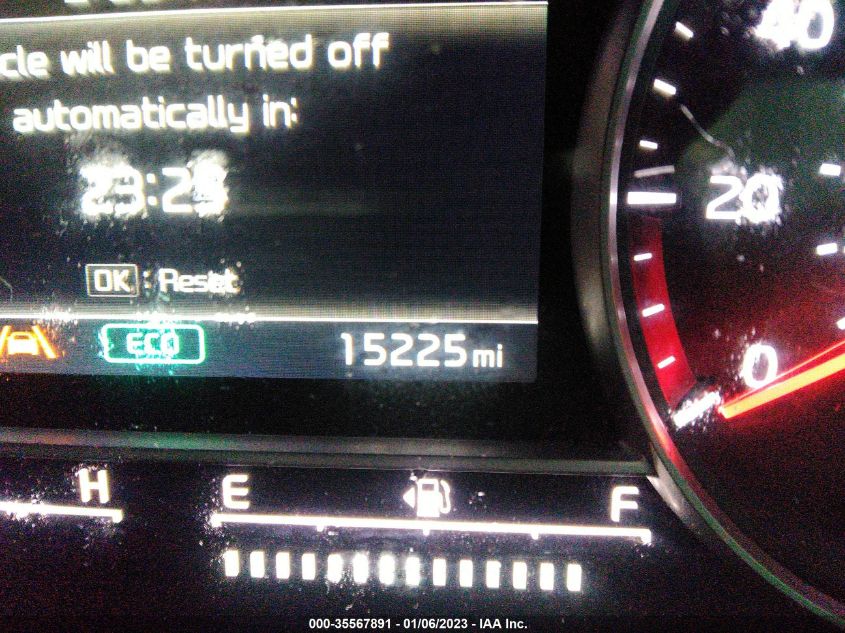 cle will be turned off
automatically in:
OK : Reset
ECO
15225 mi
H
E
F
40
20
0
000-35567891 - 01/06/2023 - IAA Inc.